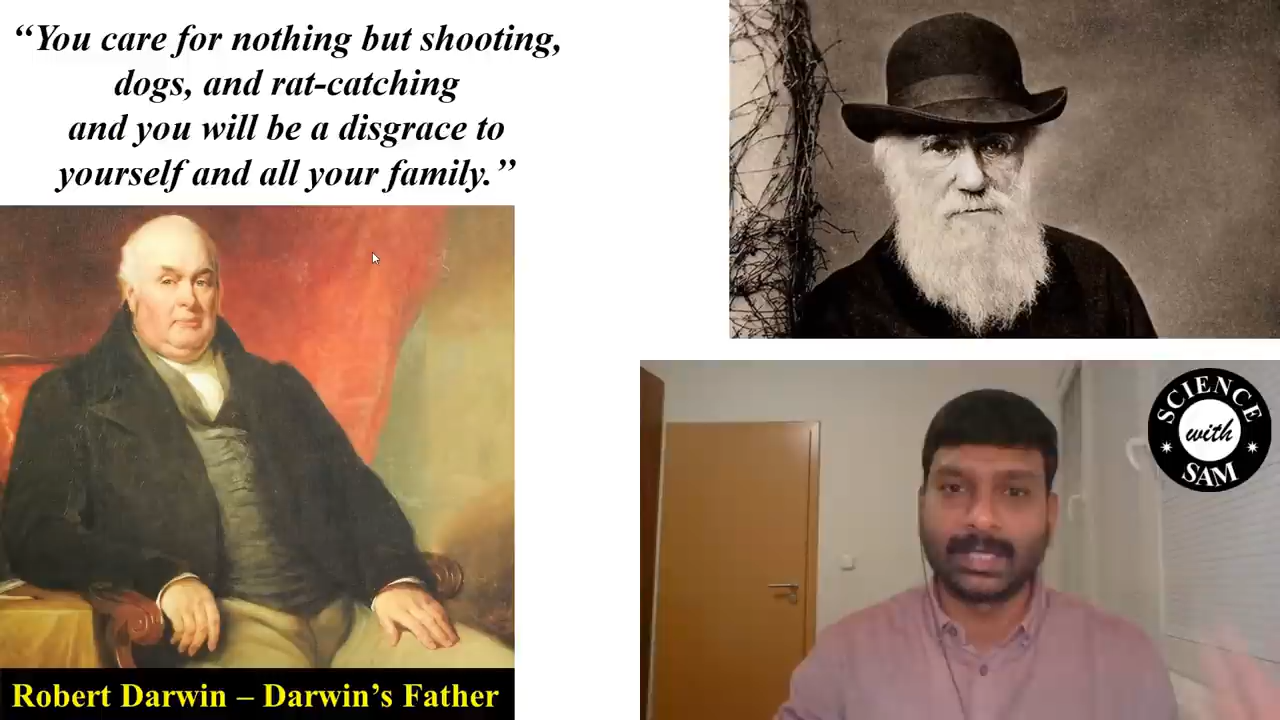 “You care for nothing but shooting,
dogs, and rat-catching
and you will be a disgrace to
yourself and all your family.”
Robert Darwin – Darwin’s Father
SCIENCE
with
SAM